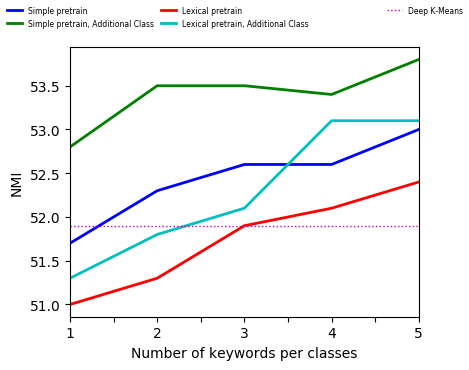 Simple pretrain
Simple pretrain, Additional Class
Lexical pretrain
Lexical pretrain, Additional Class
Deep K-Means
53.5
53.0
52.5
52.0
51.5
51.0
NMI
1 2 3 4 5
Number of keywords per classes